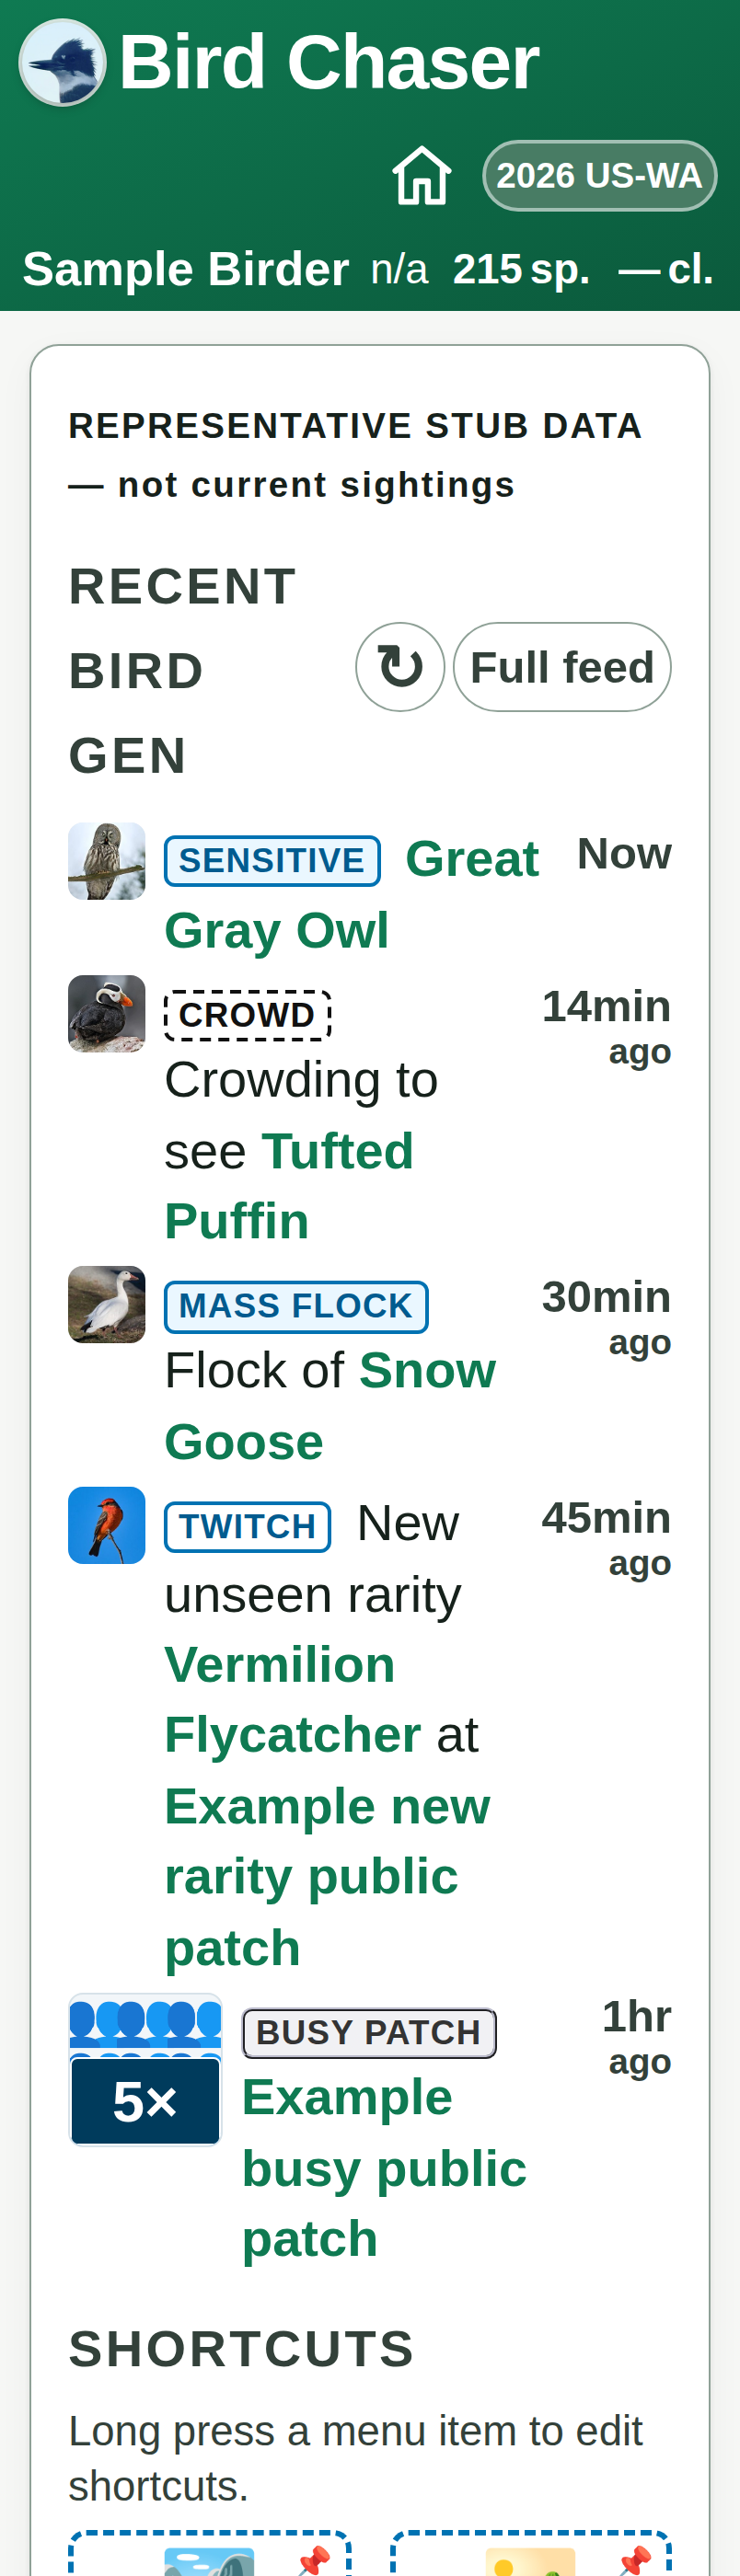 Bird Chaser
2026 US-WA
Sample Birder n/a 215 sp. — cl.
REPRESENTATIVE STUB DATA
— not current sightings
RECENT
BIRD
GEN
↻ Full feed
SENSITIVE Great Now
Gray Owl
CROWD 14min
ago
Crowding to
see Tufted
Puffin
MASS FLOCK 30min
ago
Flock of Snow
Goose
TWITCH New 45min
ago
unseen rarity
Vermilion
Flycatcher at
Example new
rarity public
patch
5×
BUSY PATCH 1hr
ago
Example
busy public
patch
SHORTCUTS
Long press a menu item to edit
shortcuts.